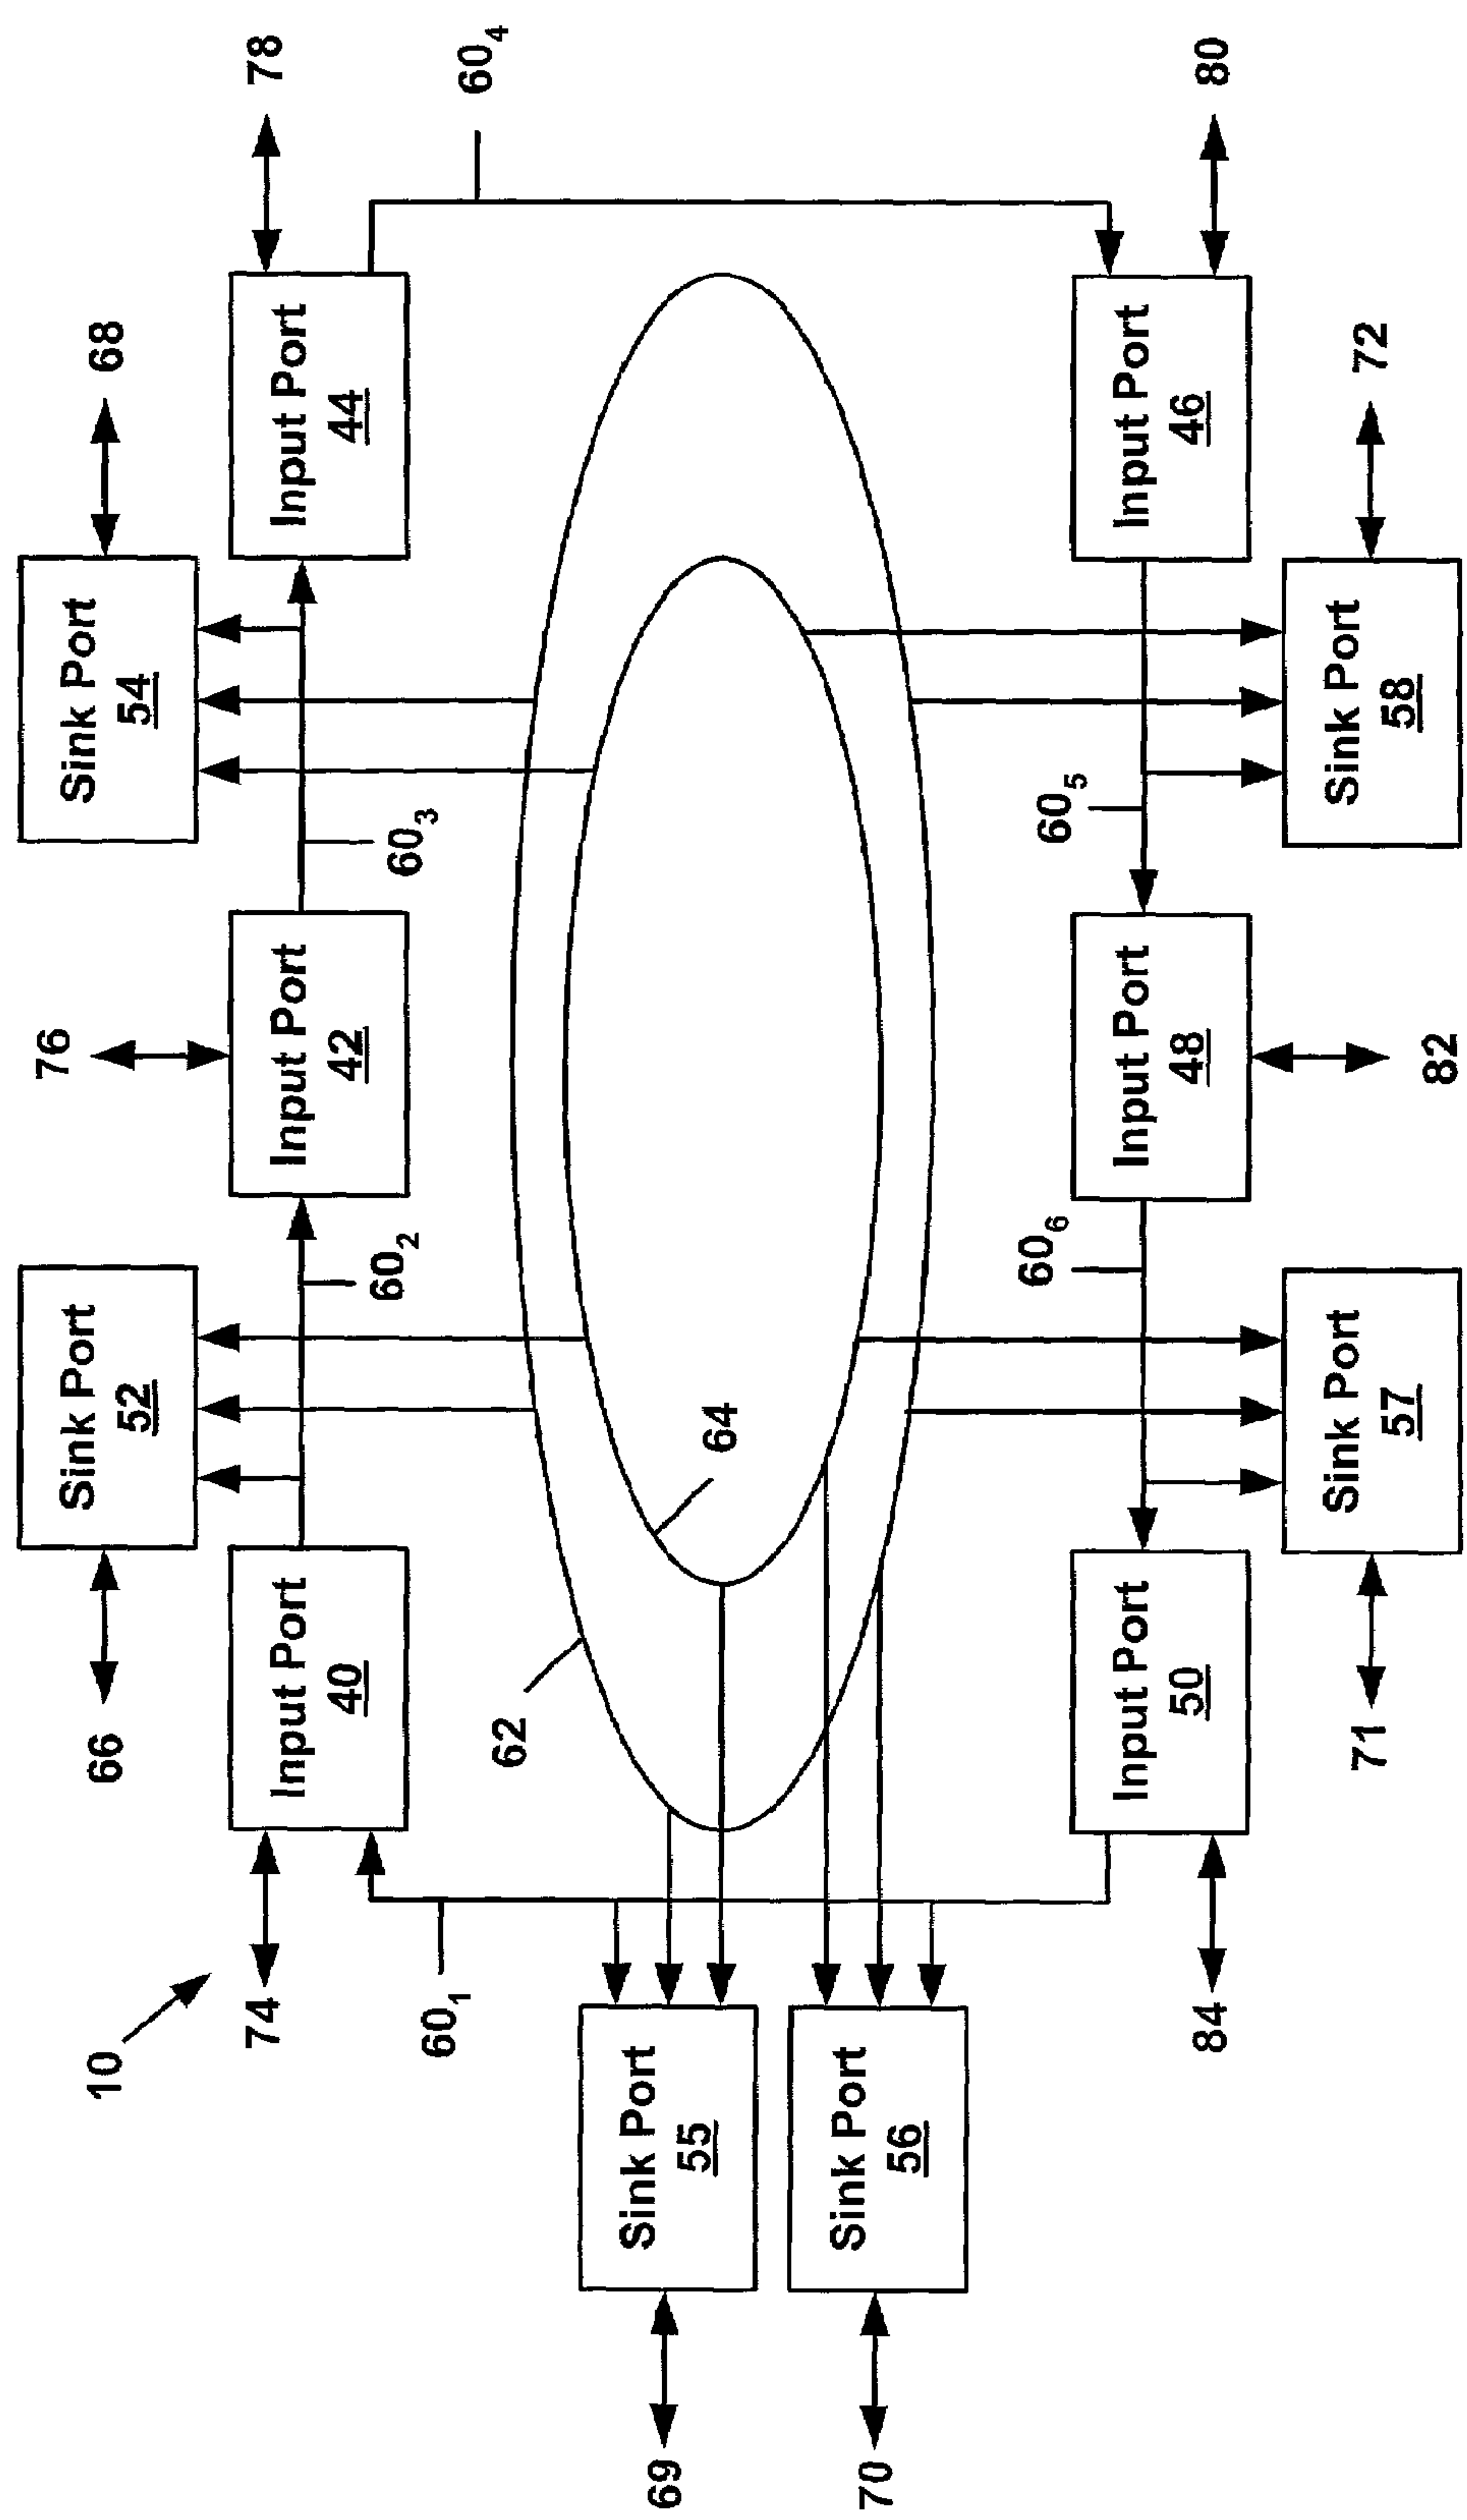 10
66
Sink Port
52
76
Sink Port
54
68
74
Input Port
40
60₂
Input Port
42
60₃
Input Port
44
78
60₁
60₄
62
64
69
Sink Port
55
70
Sink Port
56
60₆
60₅
84
Input Port
50
Input Port
48
Input Port
46
80
71
Sink Port
57
82
Sink Port
58
72